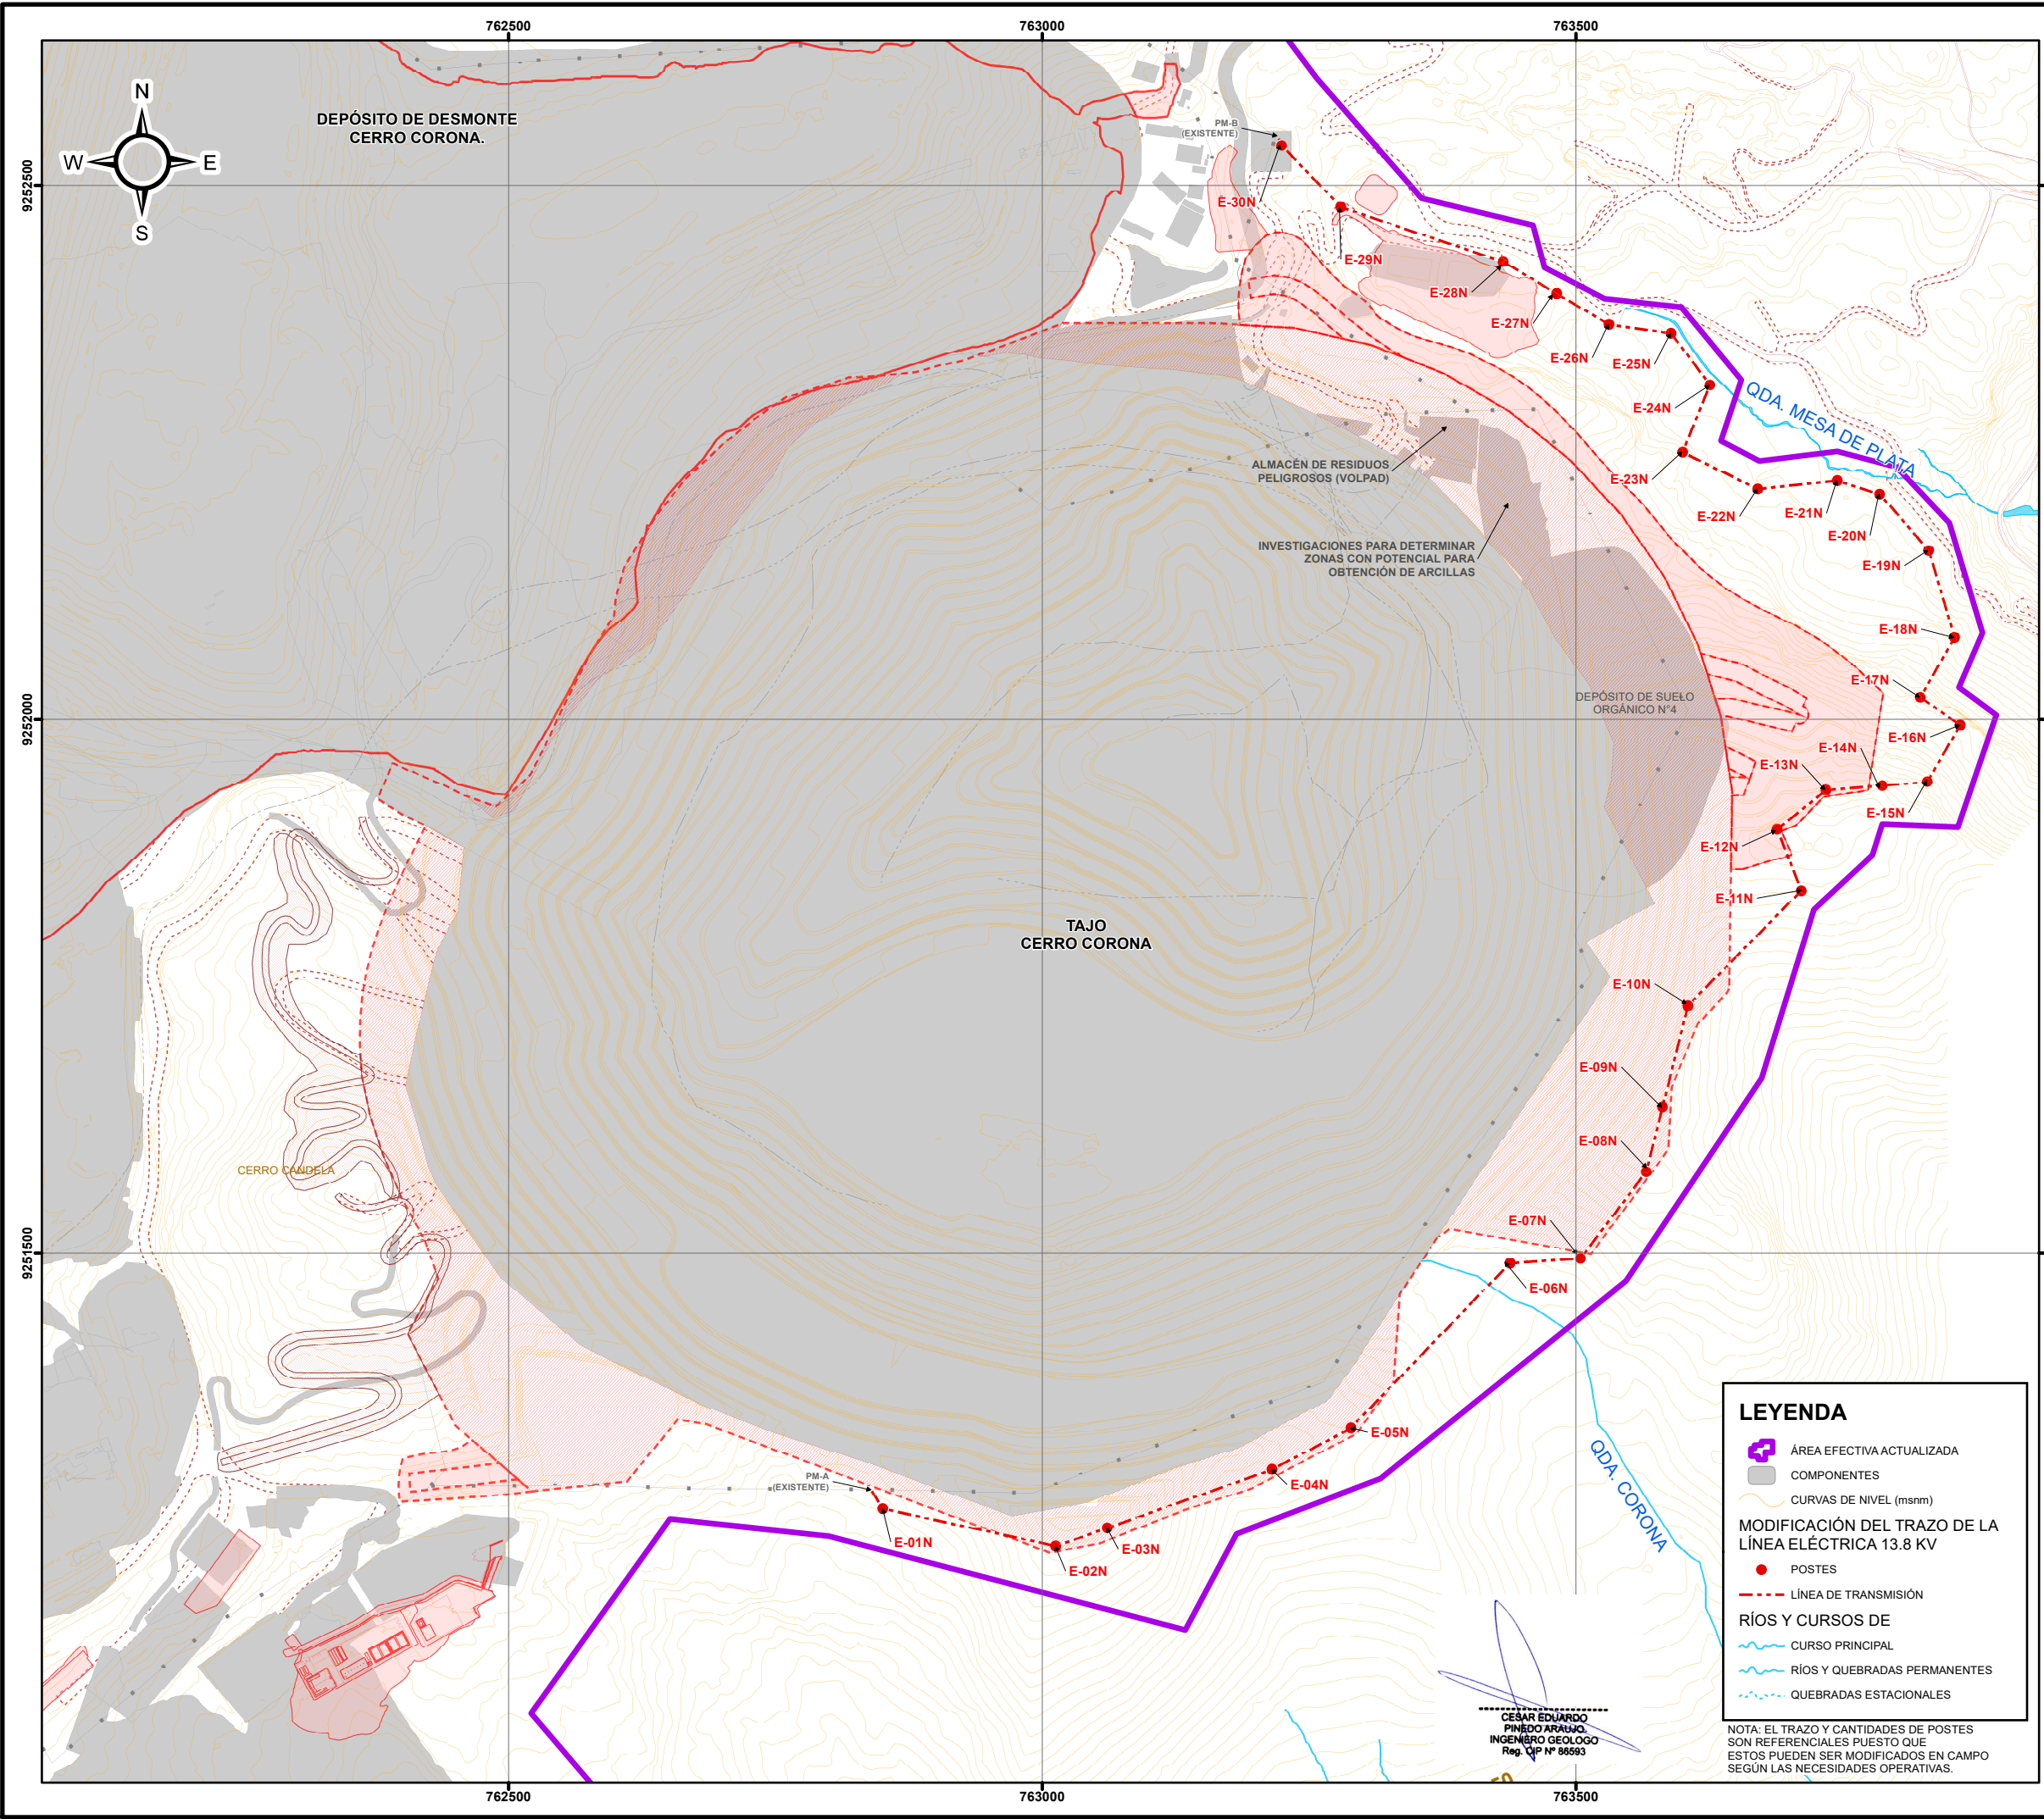 762500
763000
763500
9252500
9252000
9251500
N
W
E
S
DEPÓSITO DE DESMONTE
CERRO CORONA.
PM-B
(EXISTENTE)
E-30N
E-29N
E-28N
E-27N
E-26N
E-25N
E-24N
QDA. MESA DE PLATA
E-23N
E-22N
E-21N
E-20N
E-19N
E-18N
E-17N
E-16N
E-14N
E-13N
E-15N
E-12N
E-11N
E-10N
E-09N
E-08N
E-07N
E-06N
E-05N
E-04N
E-03N
E-02N
E-01N
ALMACÉN DE RESIDUOS
PELIGROSOS (VOLPAD)
INVESTIGACIONES PARA DETERMINAR
ZONAS CON POTENCIAL PARA
OBTENCIÓN DE ARCILLAS
DEPÓSITO DE SUELO
ORGÁNICO N°4
TAJO
CERRO CORONA
CERRO CANDELA
PM-A
(EXISTENTE)
QDA. CORONA
LEYENDA
ÁREA EFECTIVA ACTUALIZADA
COMPONENTES
CURVAS DE NIVEL (msnm)
MODIFICACIÓN DEL TRAZO DE LA
LÍNEA ELÉCTRICA 13.8 KV
POSTES
LÍNEA DE TRANSMISIÓN
RÍOS Y CURSOS DE
CURSO PRINCIPAL
RÍOS Y QUEBRADAS PERMANENTES
QUEBRADAS ESTACIONALES
NOTA: EL TRAZO Y CANTIDADES DE POSTES
SON REFERENCIALES PUESTO QUE
ESTOS PUEDEN SER MODIFICADOS EN CAMPO
SEGÚN LAS NECESIDADES OPERATIVAS.
CESAR EDUARDO
PINEDO ARAUJO
INGENIERO GEOLOGO
Reg. CIP N° 86593
762500
763000
763500